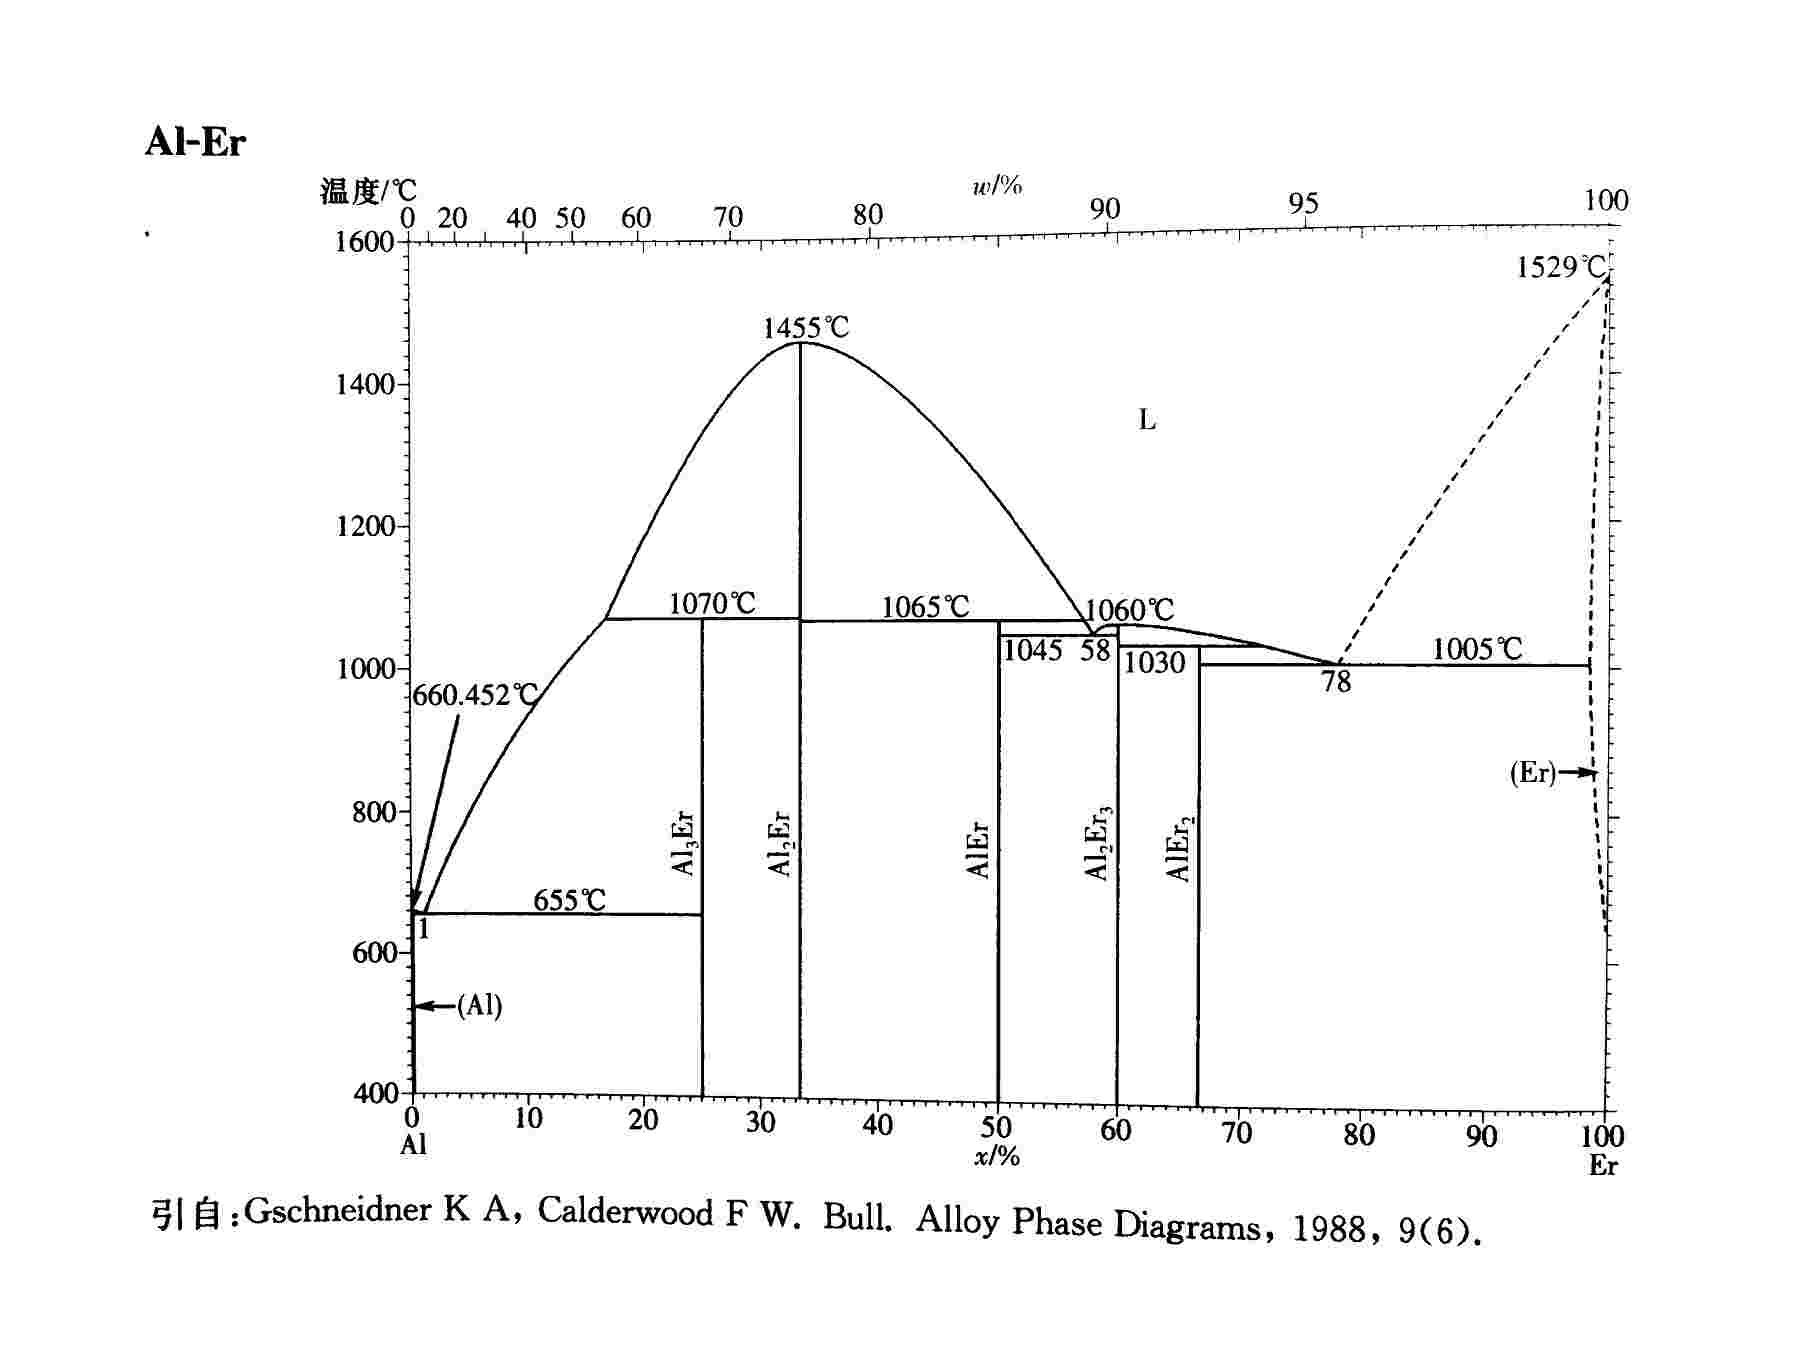 Al-Er
温度/℃
w/%
0 20 40 50 60 70 80 90 95 100
1600
1529℃
1455℃
1400
L
1200
1070℃ 1065℃ 1060℃
1045 58 1030 1005℃
1000
78
660.452℃
(Er)
800
Al₃Er Al₂Er AlEr Al₂Er₃ AlEr₂
655℃
1
600
(Al)
400
0 10 20 30 40 50 60 70 80 90 100
Al x/% Er
引自:Gschneidner K A, Calderwood F W. Bull. Alloy Phase Diagrams, 1988, 9(6).